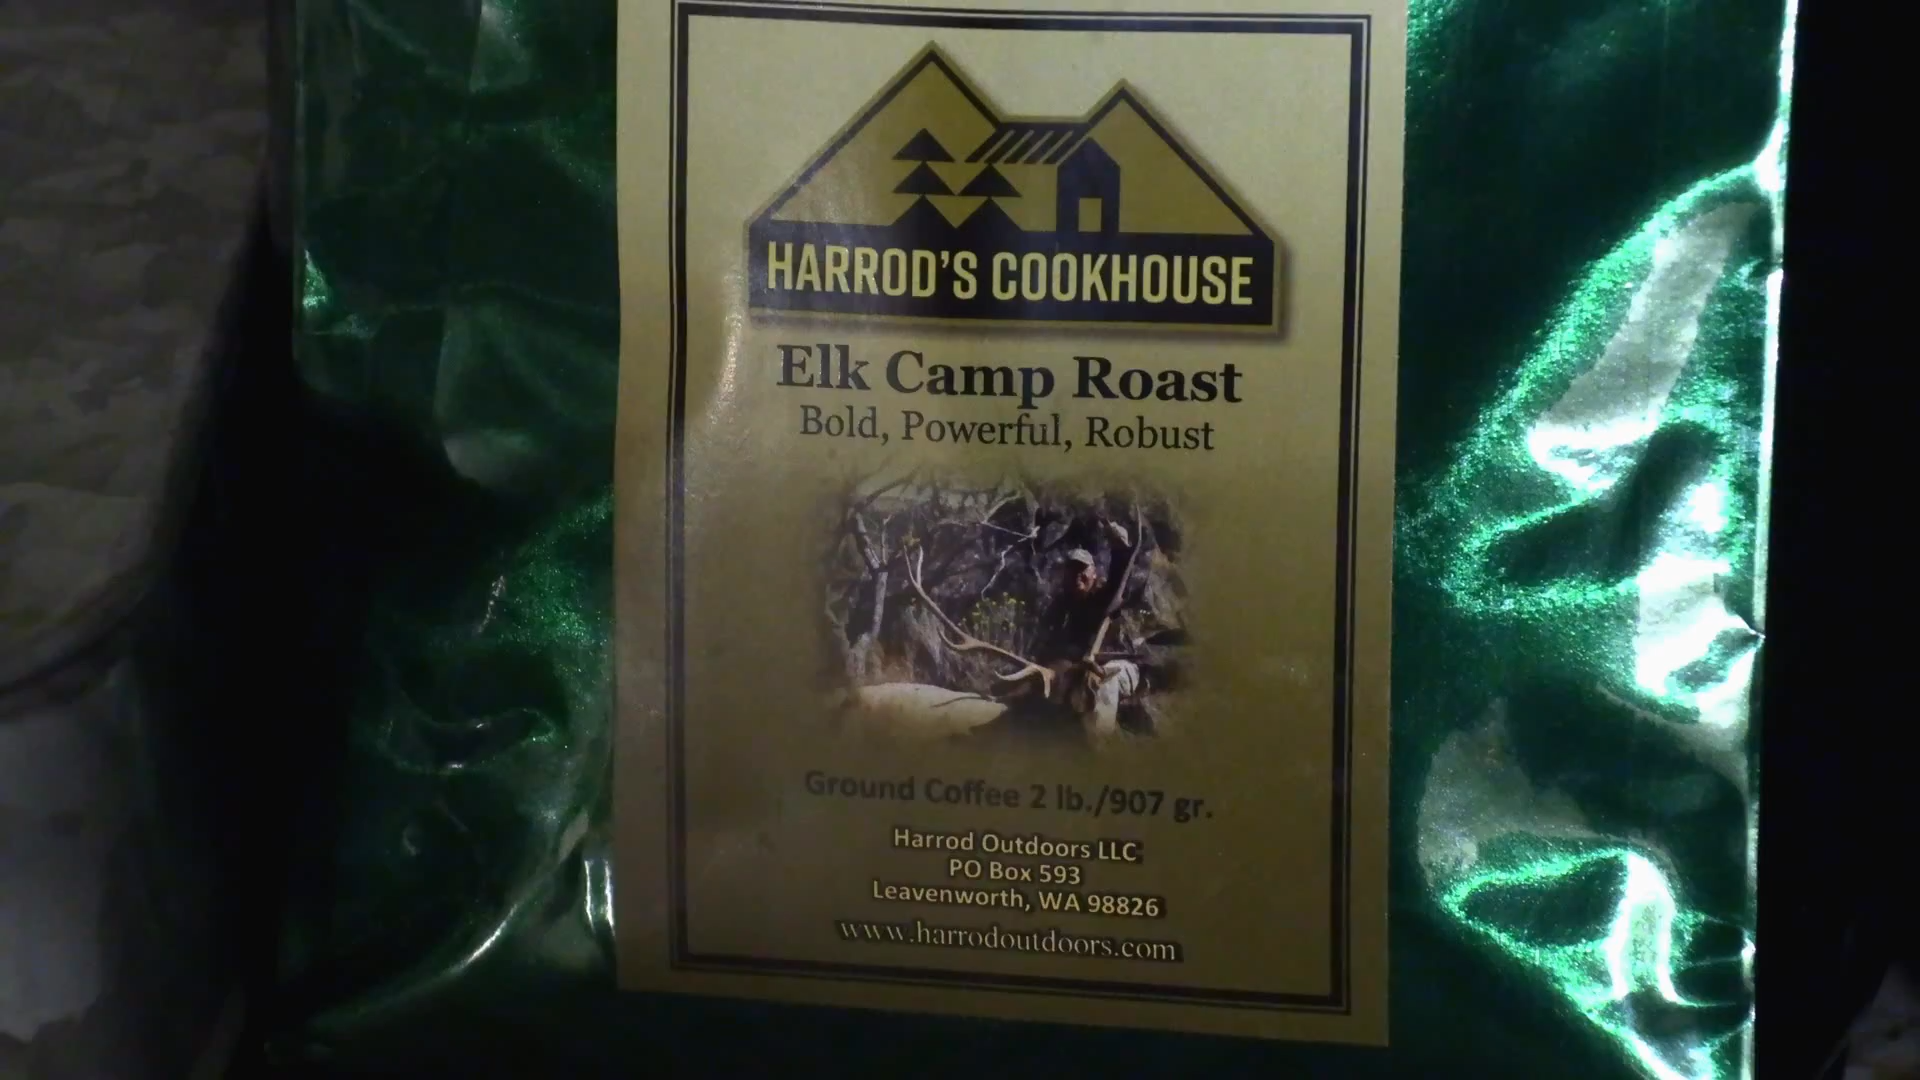 HARROD'S COOKHOUSE
Elk Camp Roast
Bold, Powerful, Robust
Ground Coffee 2 lb./907 gr.
Harrod Outdoors LLC
PO Box 593
Leavenworth, WA 98826
www.harrodoutdoors.com